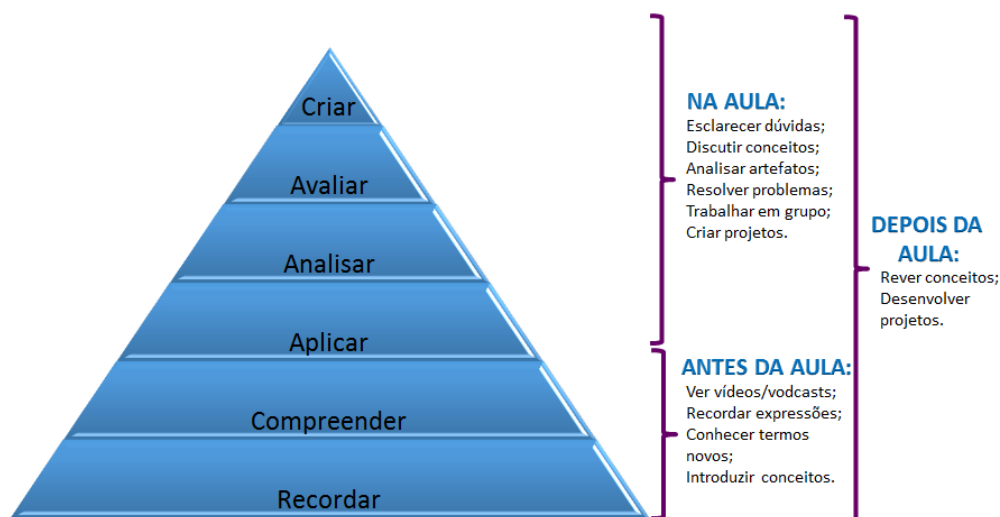 Criar
Avaliar
Analisar
Aplicar
Compreender
Recordar
NA AULA:
Esclarecer dúvidas;
Discutir conceitos;
Analisar artefatos;
Resolver problemas;
Trabalhar em grupo;
Criar projetos.
ANTES DA AULA:
Ver vídeos/vodcasts;
Recordar expressões;
Conhecer termos
novos;
Introduzir conceitos.
DEPOIS DA
AULA:
Rever conceitos;
Desenvolver
projetos.